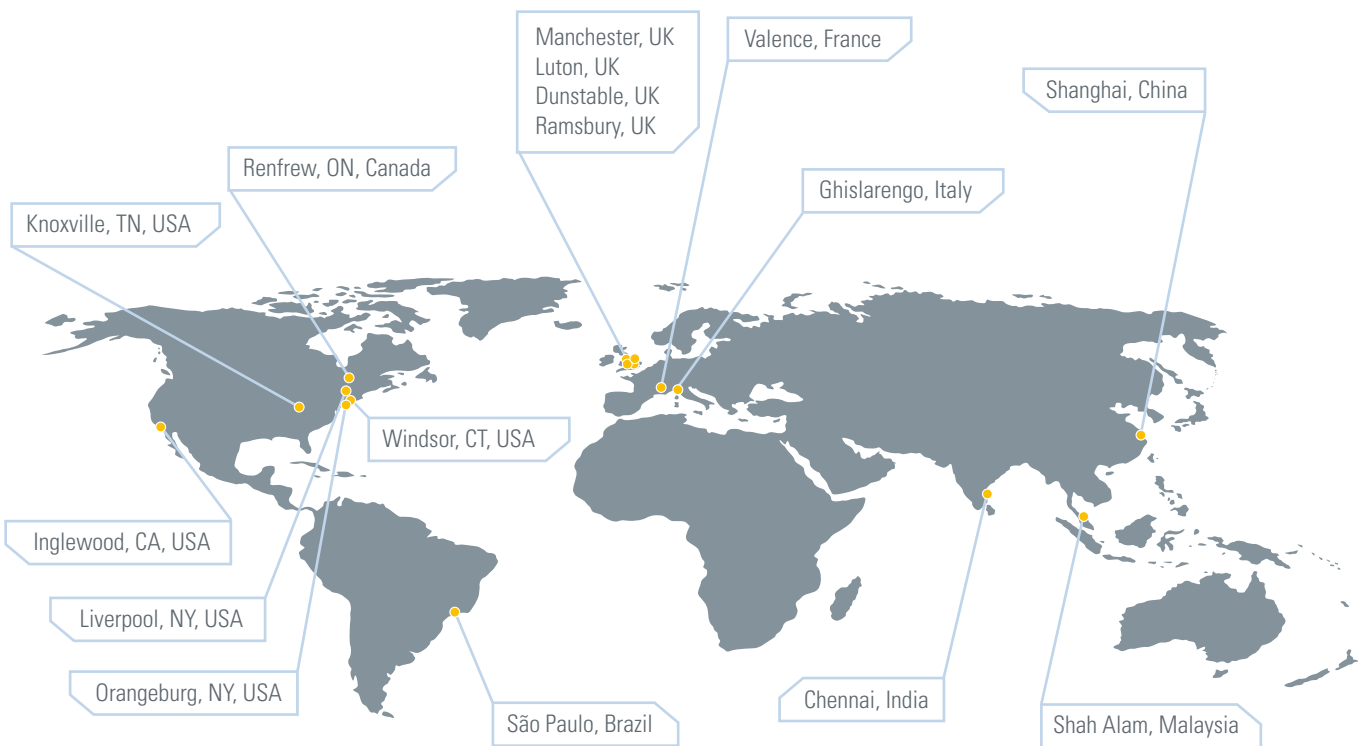 Manchester, UK
Luton, UK
Dunstable, UK
Ramsbury, UK
Valence, France
Shanghai, China
Renfrew, ON, Canada
Ghislarengo, Italy
Knoxville, TN, USA
Windsor, CT, USA
Inglewood, CA, USA
Liverpool, NY, USA
Orangeburg, NY, USA
São Paulo, Brazil
Chennai, India
Shah Alam, Malaysia